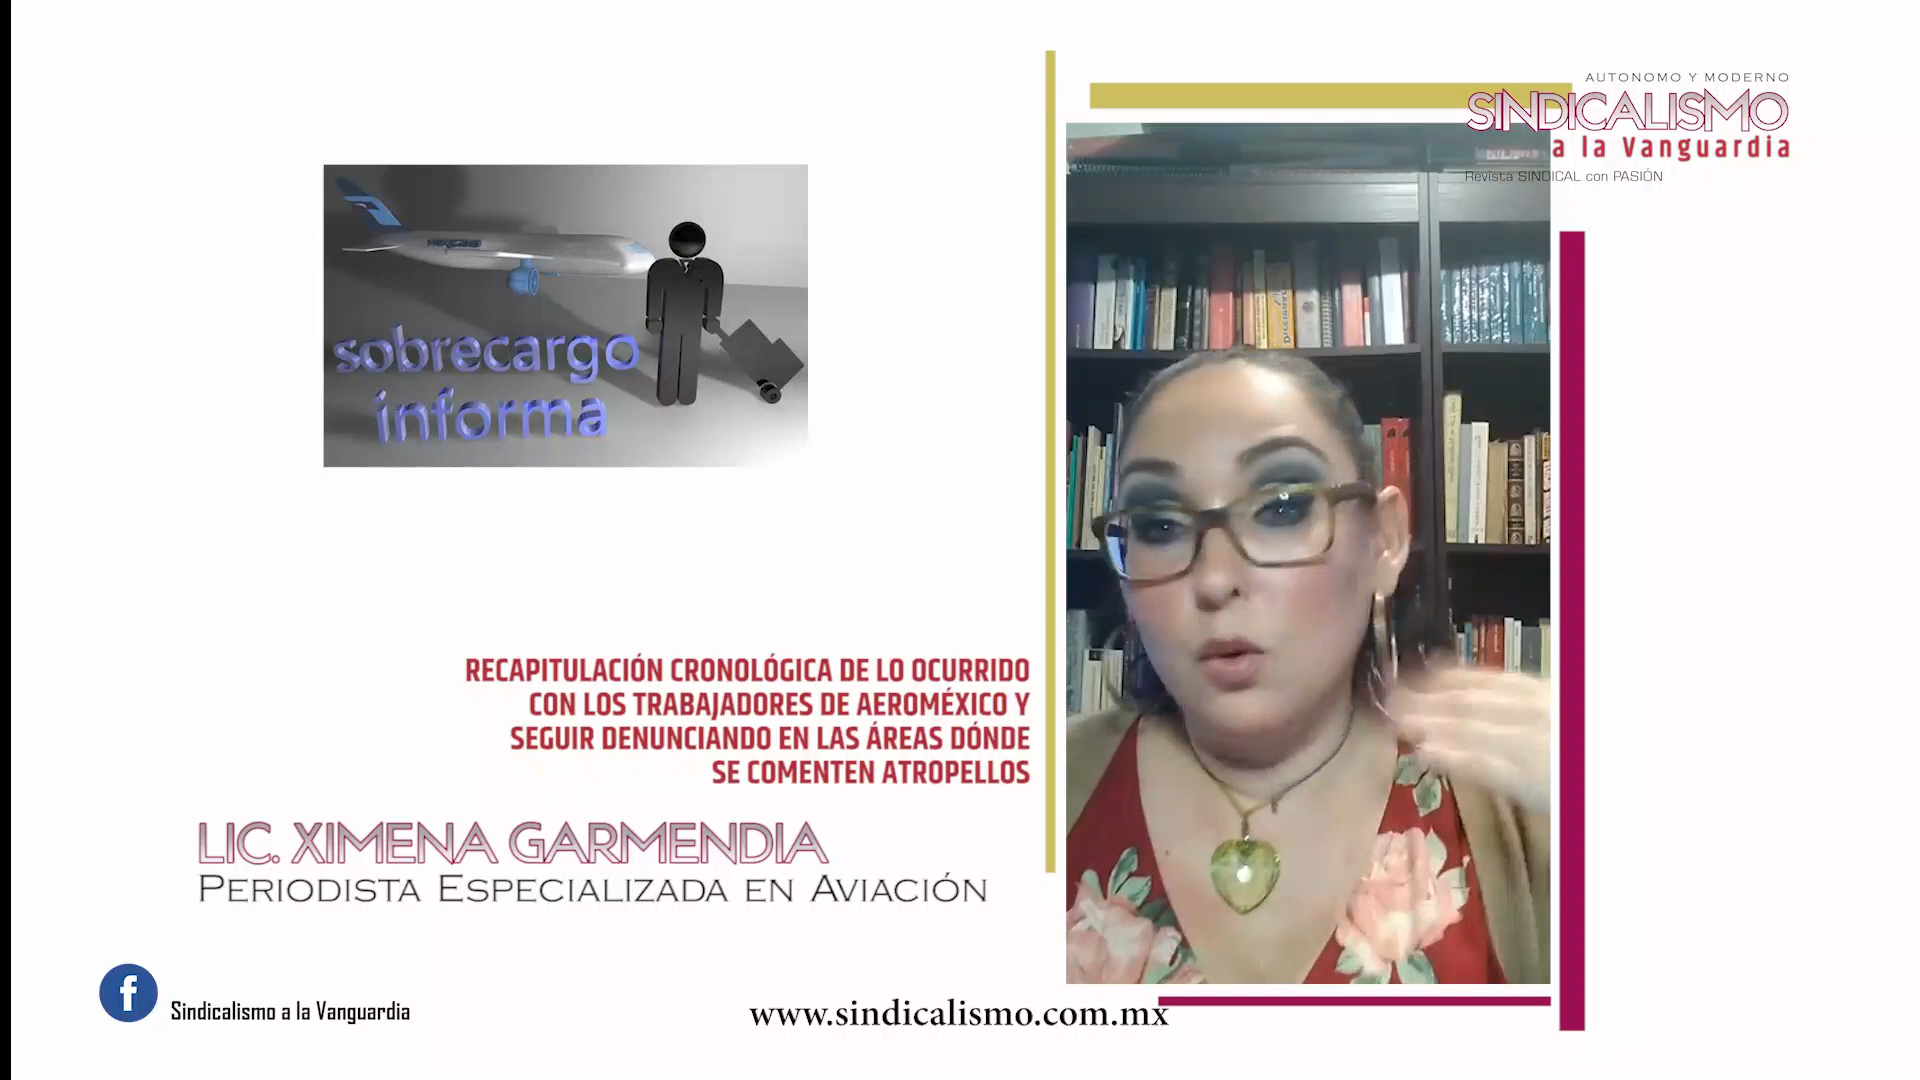 AUTONOMO Y MODERNO
SINDICALISMO
a la Vanguardia
Revista SINDICAL con PASIÓN
sobrecargo
informa
RECAPITULACIÓN CRONOLÓGICA DE LO OCURRIDO
CON LOS TRABAJADORES DE AEROMÉXICO Y
SEGUIR DENUNCIANDO EN LAS ÁREAS DÓNDE
SE COMENTEN ATROPELLOS
LIC. XIMENA GARMENDIA
PERIODISTA ESPECIALIZADA EN AVIACIÓN
f
Sindicalismo a la Vanguardia
www.sindicalismo.com.mx